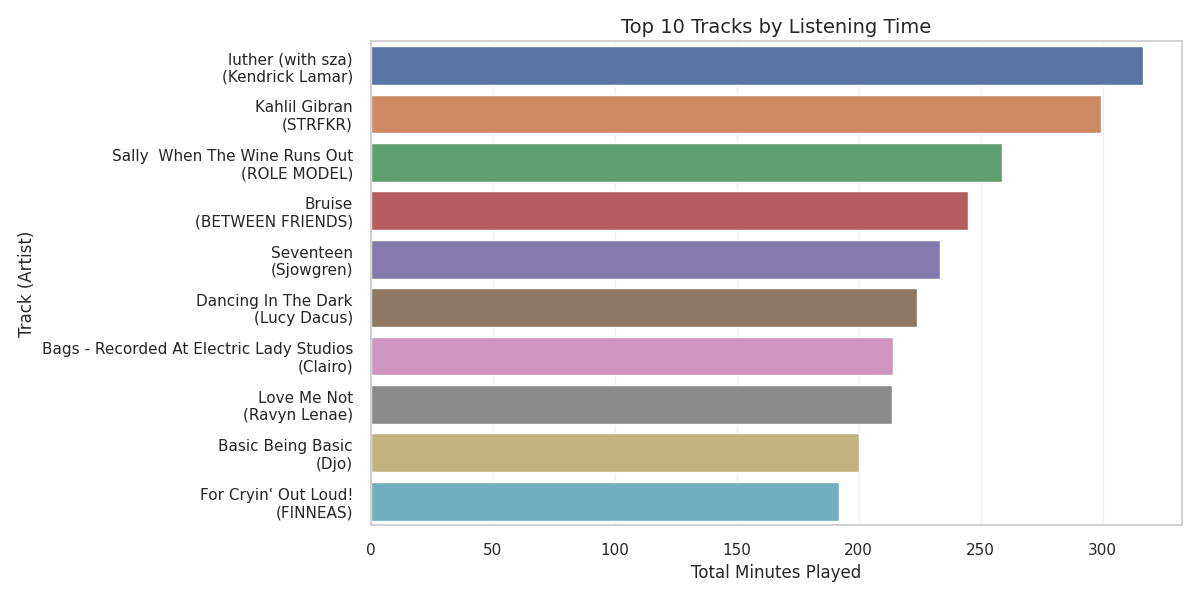 Top 10 Tracks by Listening Time
Track (Artist)
luther (with sza)
(Kendrick Lamar)
Kahlil Gibran
(STRFKR)
Sally  When The Wine Runs Out
(ROLE MODEL)
Bruise
(BETWEEN FRIENDS)
Seventeen
(Sjowgren)
Dancing In The Dark
(Lucy Dacus)
Bags - Recorded At Electric Lady Studios
(Clairo)
Love Me Not
(Ravyn Lenae)
Basic Being Basic
(Djo)
For Cryin' Out Loud!
(FINNEAS)
0 50 100 150 200 250 300
Total Minutes Played